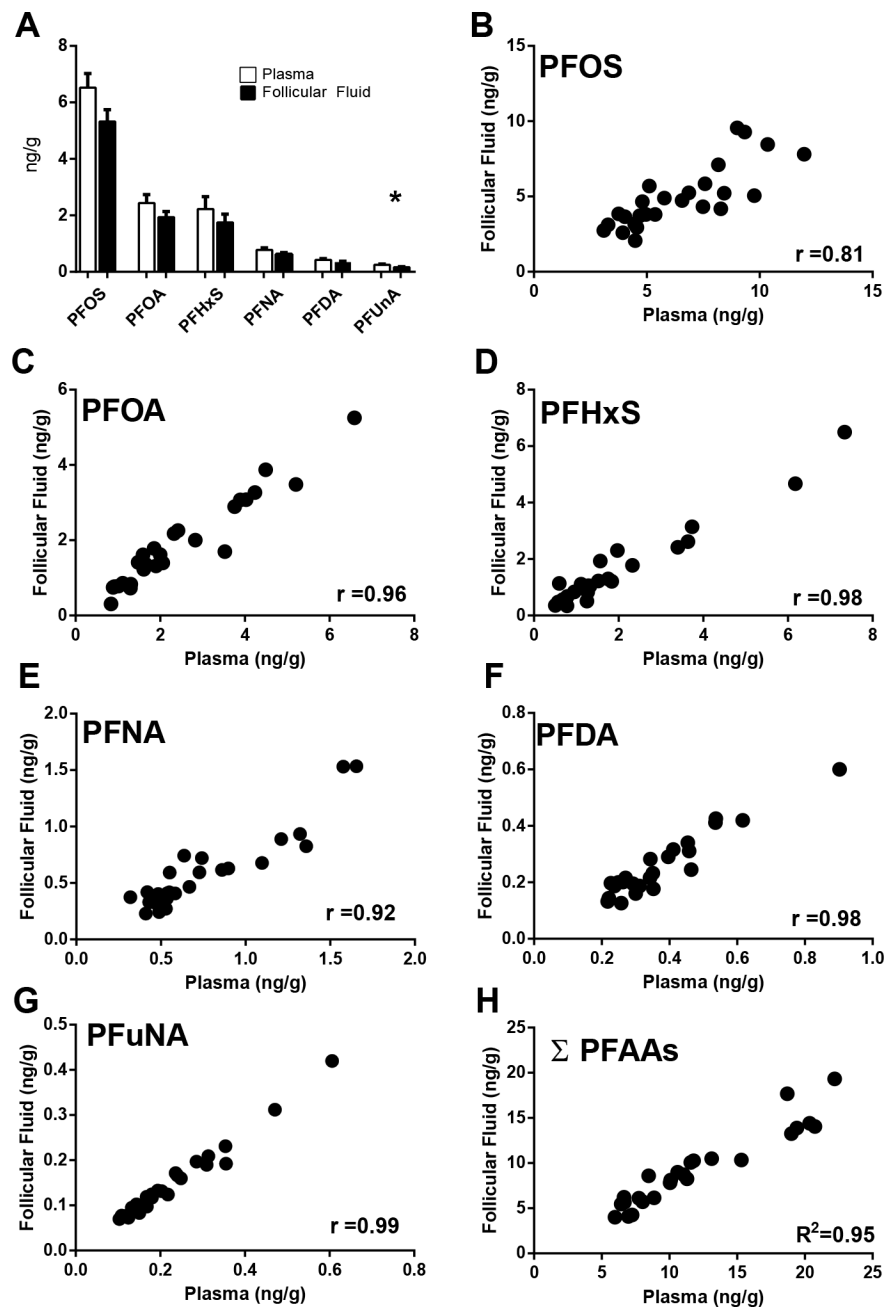 A
8
6
4
2
0
ng/g
Plasma
Follicular Fluid
*
PFOS
PFOA
PFHxS
PFNA
PFDA
PFUnA
B
PFOS
15
10
5
0
Follicular Fluid (ng/g)
r =0.81
0 5 10 15
Plasma (ng/g)
C
PFOA
6
4
2
0
Follicular Fluid (ng/g)
r =0.96
0 2 4 6 8
Plasma (ng/g)
D
PFHxS
8
6
4
2
0
Follicular Fluid (ng/g)
r =0.98
0 2 4 6 8
Plasma (ng/g)
E
PFNA
2.0
1.5
1.0
0.5
0.0
Follicular Fluid (ng/g)
r =0.92
0.0 0.5 1.0 1.5 2.0
Plasma (ng/g)
F
PFDA
0.8
0.6
0.4
0.2
0.0
Follicular Fluid (ng/g)
r =0.98
0.0 0.2 0.4 0.6 0.8 1.0
Plasma (ng/g)
G
PFuNA
0.5
0.4
0.3
0.2
0.1
0.0
Follicular Fluid (ng/g)
r =0.99
0.0 0.2 0.4 0.6 0.8
Plasma (ng/g)
H
Σ PFAAs
25
20
15
10
5
0
Follicular Fluid (ng/g)
R²=0.95
0 5 10 15 20 25
Plasma (ng/g)